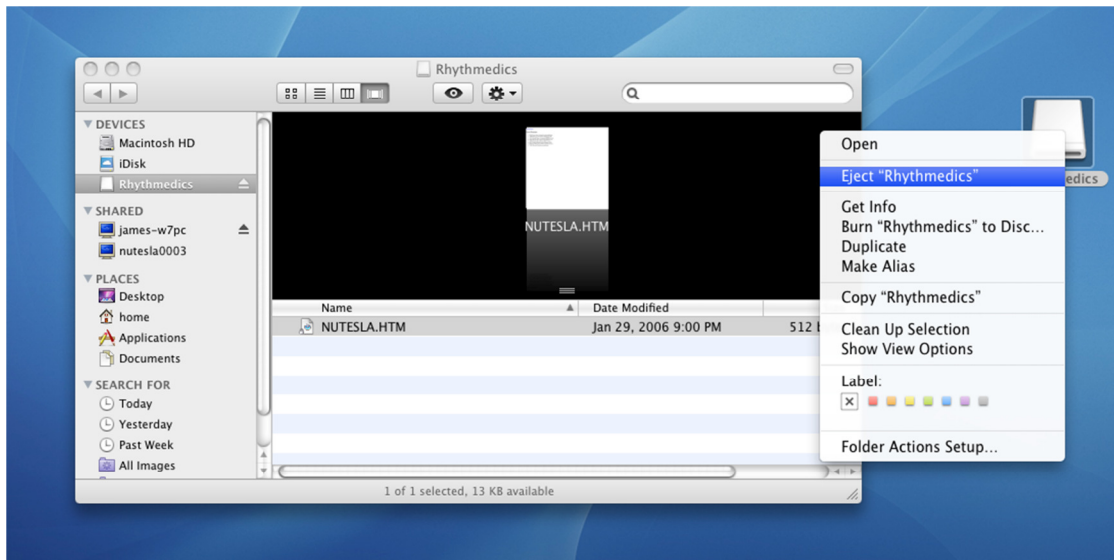 Rhythmedics
DEVICES
Macintosh HD
iDisk
Rhythmedics
SHARED
james-w7pc
nutesla0003
PLACES
Desktop
home
Applications
Documents
SEARCH FOR
Today
Yesterday
Past Week
All Images
NUTESLA.HTM
Name Date Modified
NUTESLA.HTM Jan 29, 2006 9:00 PM 512 b
1 of 1 selected, 13 KB available
Open
Eject “Rhythmedics”
Get Info
Burn “Rhythmedics” to Disc...
Duplicate
Make Alias
Copy “Rhythmedics”
Clean Up Selection
Show View Options
Label:
Folder Actions Setup...
edics